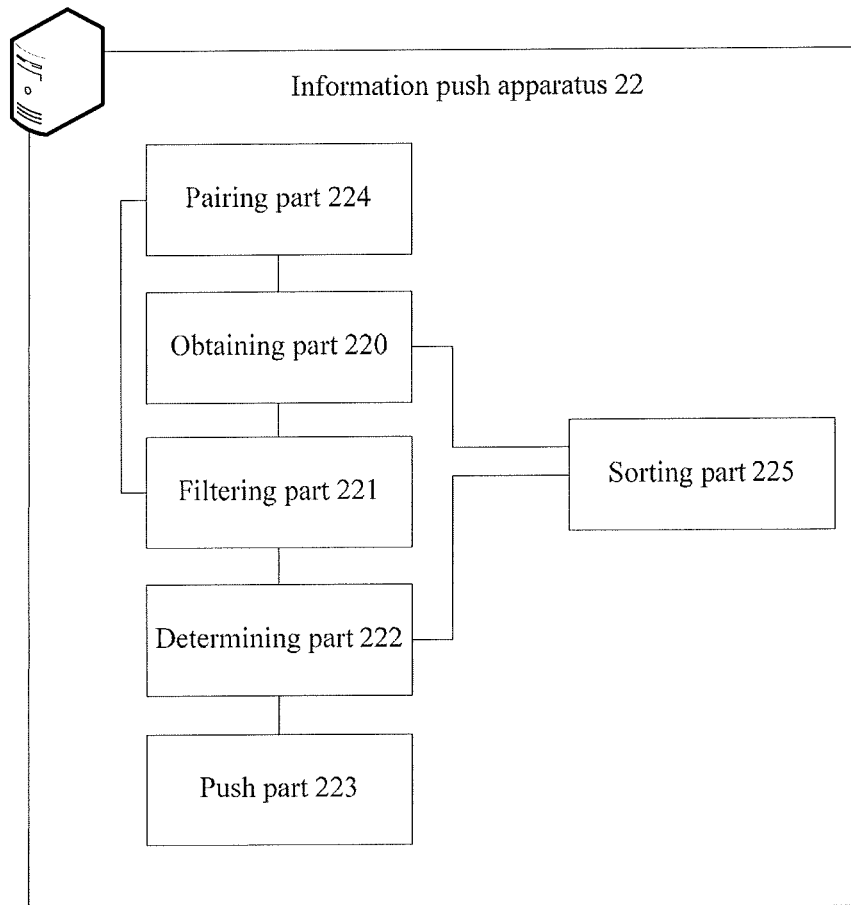 Information push apparatus 22
Pairing part 224
Obtaining part 220
Filtering part 221
Sorting part 225
Determining part 222
Push part 223